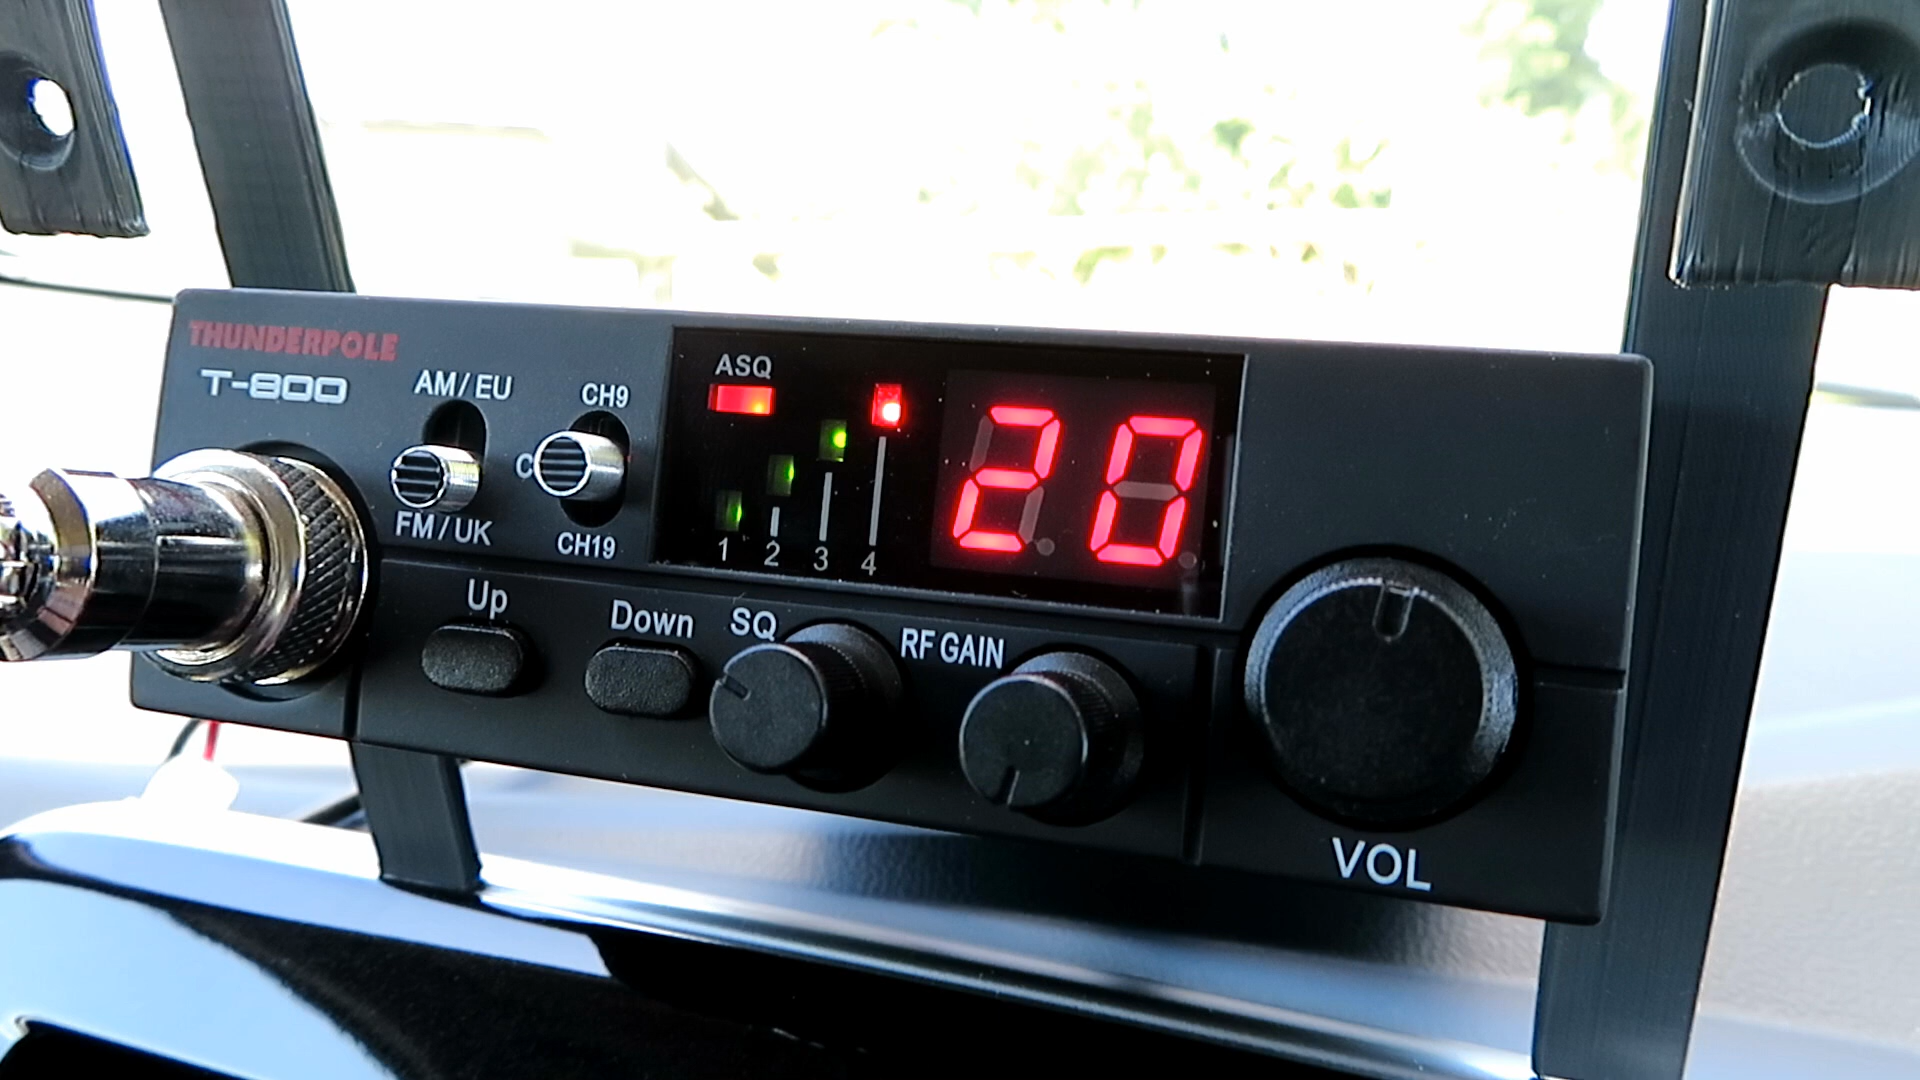 THUNDERPOLE
T-800
AM/EU
FM/UK
CH9
C
CH19
ASQ
1 2 3 4
20
Up
Down
SQ
RF GAIN
VOL